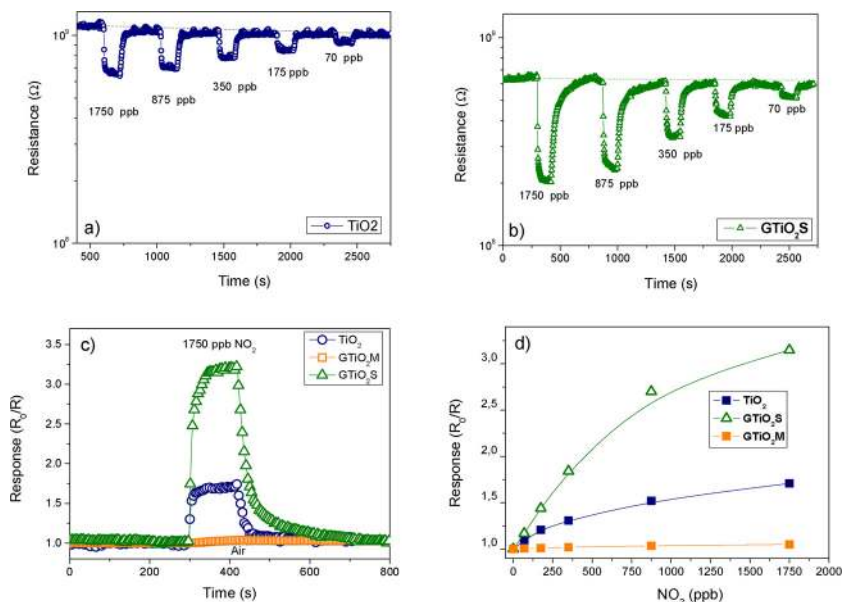 10⁹
Resistance (Ω)
1750 ppb
875 ppb
350 ppb
175 ppb
70 ppb
a)
TiO2
500 1000 1500 2000 2500
Time (s)
Resistance (Ω)
1750 ppb
875 ppb
350 ppb
175 ppb
70 ppb
b)
GTiO₂S
10⁸
0 500 1000 1500 2000 2500
Time (s)
c)
1750 ppb NO₂
TiO₂
GTiO₂M
GTiO₂S
3.5
3.0
2.5
2.0
1.5
1.0
Response (R₀/R)
Air
0 200 400 600 800
Time (s)
d)
3,0
2,5
2,0
1,5
1,0
Response (R₀/R)
TiO₂
GTiO₂S
GTiO₂M
0 250 500 750 1000 1250 1500 1750 2000
NO₂ (ppb)